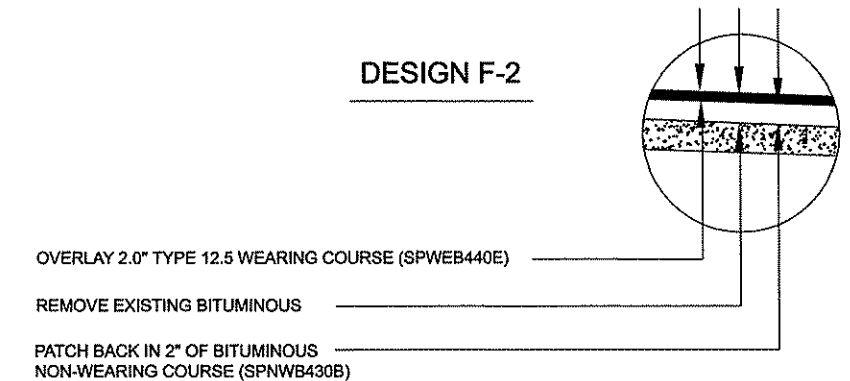 DESIGN F-2
OVERLAY 2.0" TYPE 12.5 WEARING COURSE (SPWEB440E)
REMOVE EXISTING BITUMINOUS
PATCH BACK IN 2" OF BITUMINOUS
NON-WEARING COURSE (SPNWB430B)